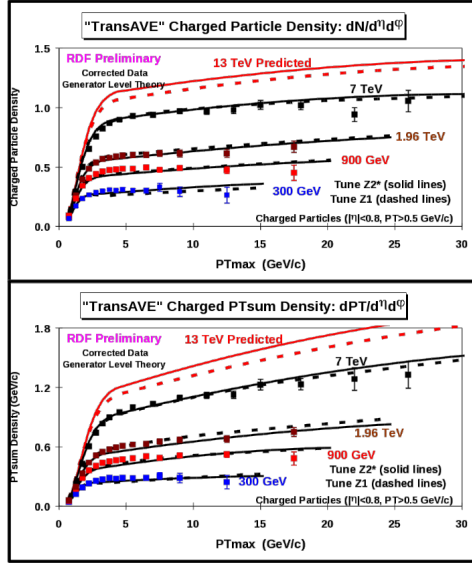 "TransAVE" Charged Particle Density: dN/dηdφ
1.5
1.0
0.5
0.0
Charged Particle Density
RDF Preliminary
Corrected Data
Generator Level Theory
13 TeV Predicted
7 TeV
1.96 TeV
900 GeV
300 GeV
Tune Z2* (solid lines)
Tune Z1 (dashed lines)
Charged Particles (|η|<0.8, PT>0.5 GeV/c)
0 5 10 15 20 25 30
PTmax (GeV/c)
"TransAVE" Charged PTsum Density: dPT/dηdφ
1.8
1.2
0.6
0.0
PTsum Density (GeV/c)
RDF Preliminary
Corrected Data
Generator Level Theory
13 TeV Predicted
7 TeV
1.96 TeV
900 GeV
300 GeV
Tune Z2* (solid lines)
Tune Z1 (dashed lines)
Charged Particles (|η|<0.8, PT>0.5 GeV/c)
0 5 10 15 20 25 30
PTmax (GeV/c)